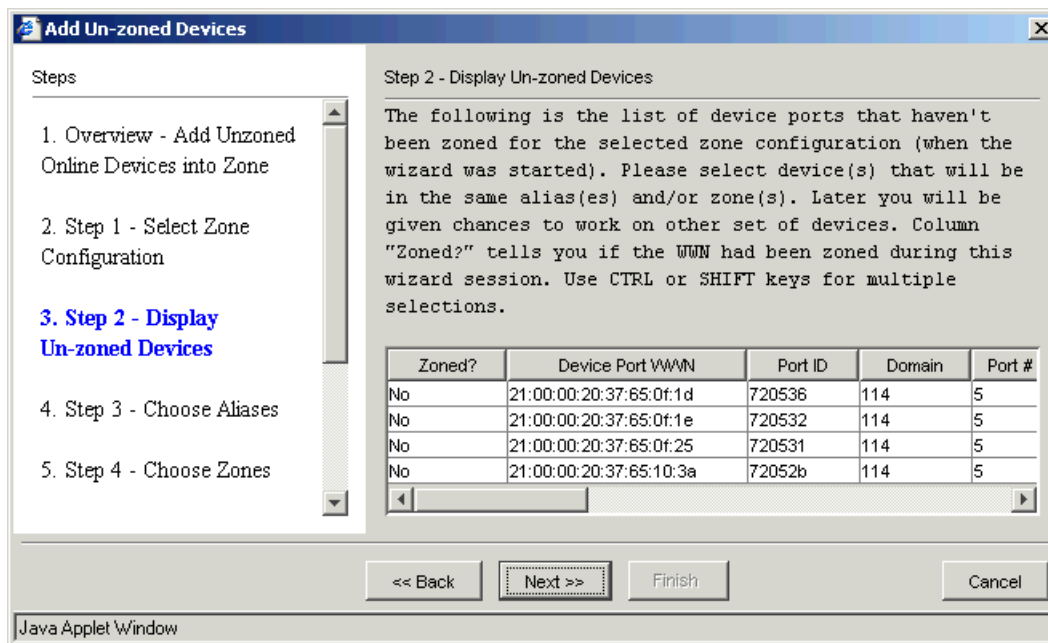 Add Un-zoned Devices
Steps
1. Overview - Add Unzoned
Online Devices into Zone
2. Step 1 - Select Zone
Configuration
3. Step 2 - Display
Un-zoned Devices
4. Step 3 - Choose Aliases
5. Step 4 - Choose Zones
Step 2 - Display Un-zoned Devices
The following is the list of device ports that haven't
been zoned for the selected zone configuration (when the
wizard was started). Please select device(s) that will be
in the same alias(es) and/or zone(s). Later you will be
given chances to work on other set of devices. Column
"Zoned?" tells you if the WWN had been zoned during this
wizard session. Use CTRL or SHIFT keys for multiple
selections.
Zoned? Device Port WWN Port ID Domain Port #
No 21:00:00:20:37:65:0f:1d 720536 114 5
No 21:00:00:20:37:65:0f:1e 720532 114 5
No 21:00:00:20:37:65:0f:25 720531 114 5
No 21:00:00:20:37:65:10:3a 72052b 114 5
<< Back Next >> Finish Cancel
Java Applet Window